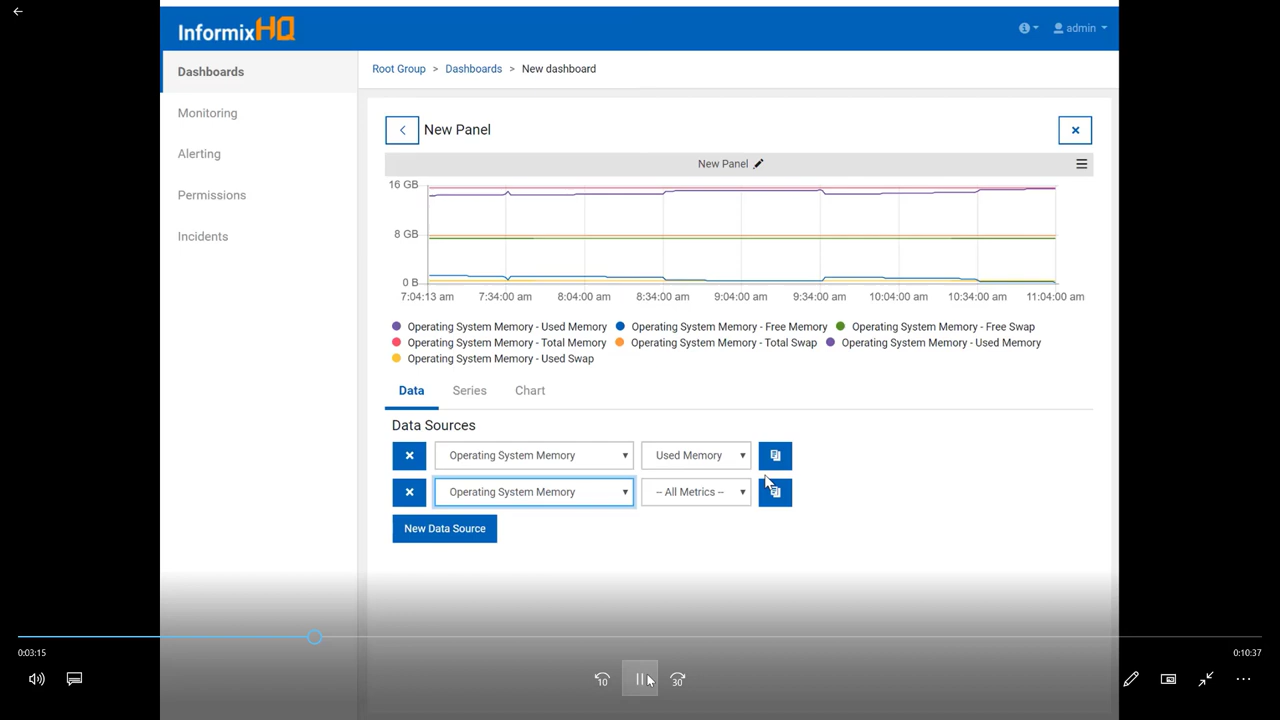 InformixHQ
admin
Dashboards
Monitoring
Alerting
Permissions
Incidents
Root Group > Dashboards > New dashboard
New Panel
New Panel
16 GB
8 GB
0 B
7:04:13 am 7:34:00 am 8:04:00 am 8:34:00 am 9:04:00 am 9:34:00 am 10:04:00 am 10:34:00 am 11:04:00 am
Operating System Memory - Used Memory Operating System Memory - Free Memory Operating System Memory - Free Swap
Operating System Memory - Total Memory Operating System Memory - Total Swap Operating System Memory - Used Memory
Operating System Memory - Used Swap
Data Series Chart
Data Sources
Operating System Memory Used Memory
Operating System Memory -- All Metrics --
New Data Source
0:03:15 0:10:37
10 30